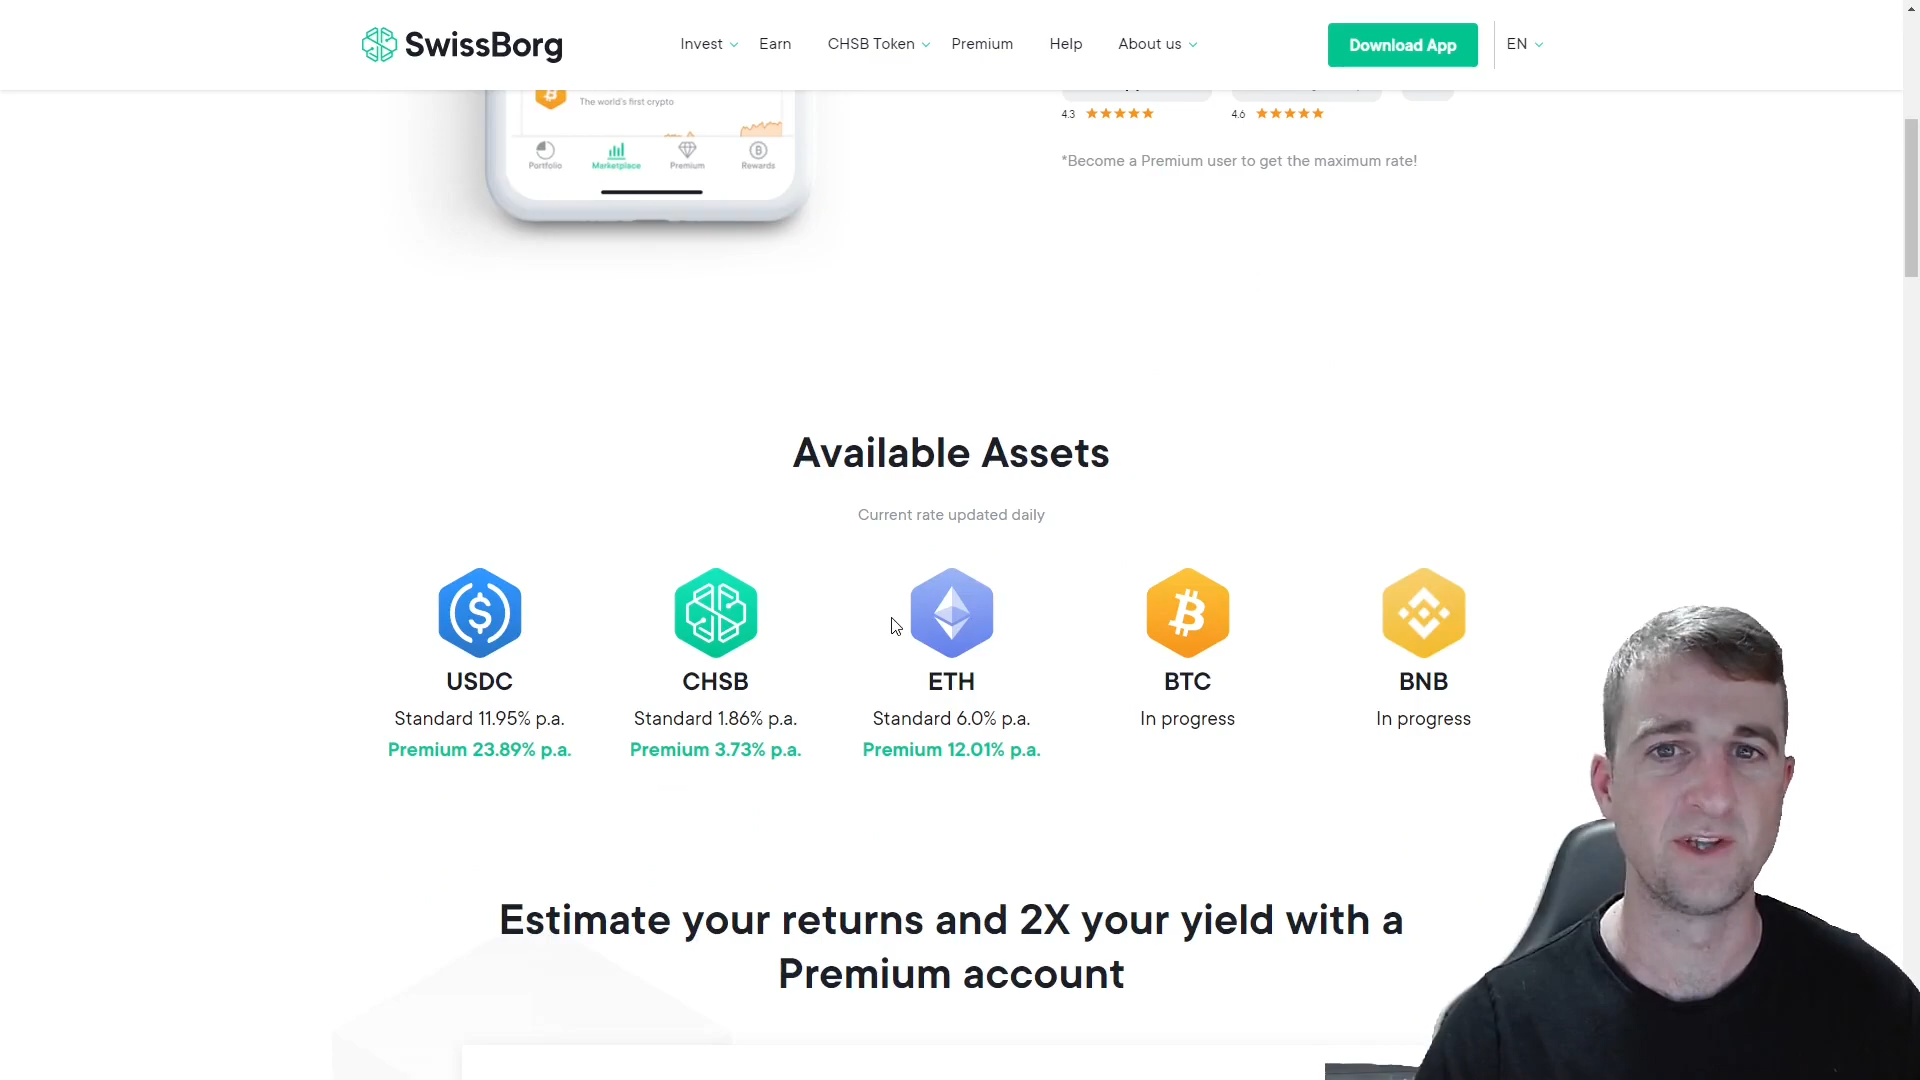 SwissBorg
Invest Earn CHSB Token Premium Help About us
Download App
EN
The world's first crypto
Portfolio Marketplace Premium Rewards
4.3 4.6
*Become a Premium user to get the maximum rate!
Available Assets
Current rate updated daily
USDC CHSB ETH BTC BNB
Standard 11.95% p.a. Standard 1.86% p.a. Standard 6.0% p.a. In progress In progress
Premium 23.89% p.a. Premium 3.73% p.a. Premium 12.01% p.a.
Estimate your returns and 2X your yield with a
Premium account